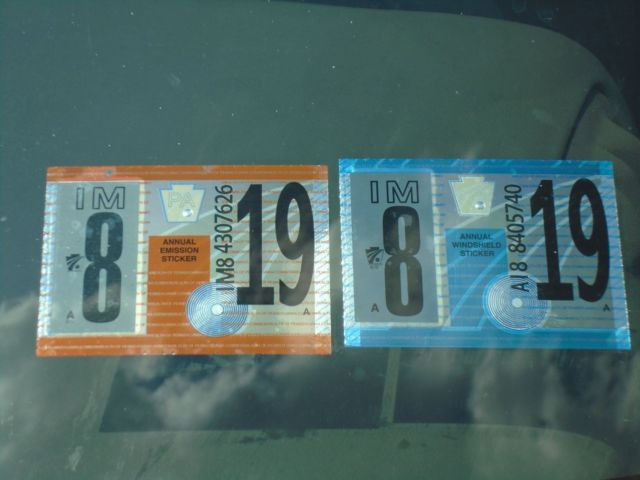 IM
8
A
PA
ANNUAL
EMISSION
STICKER
IM8 4307626
19
A
IM
8
A
ANNUAL
WINDSHIELD
STICKER
AI8 8405740
19
A